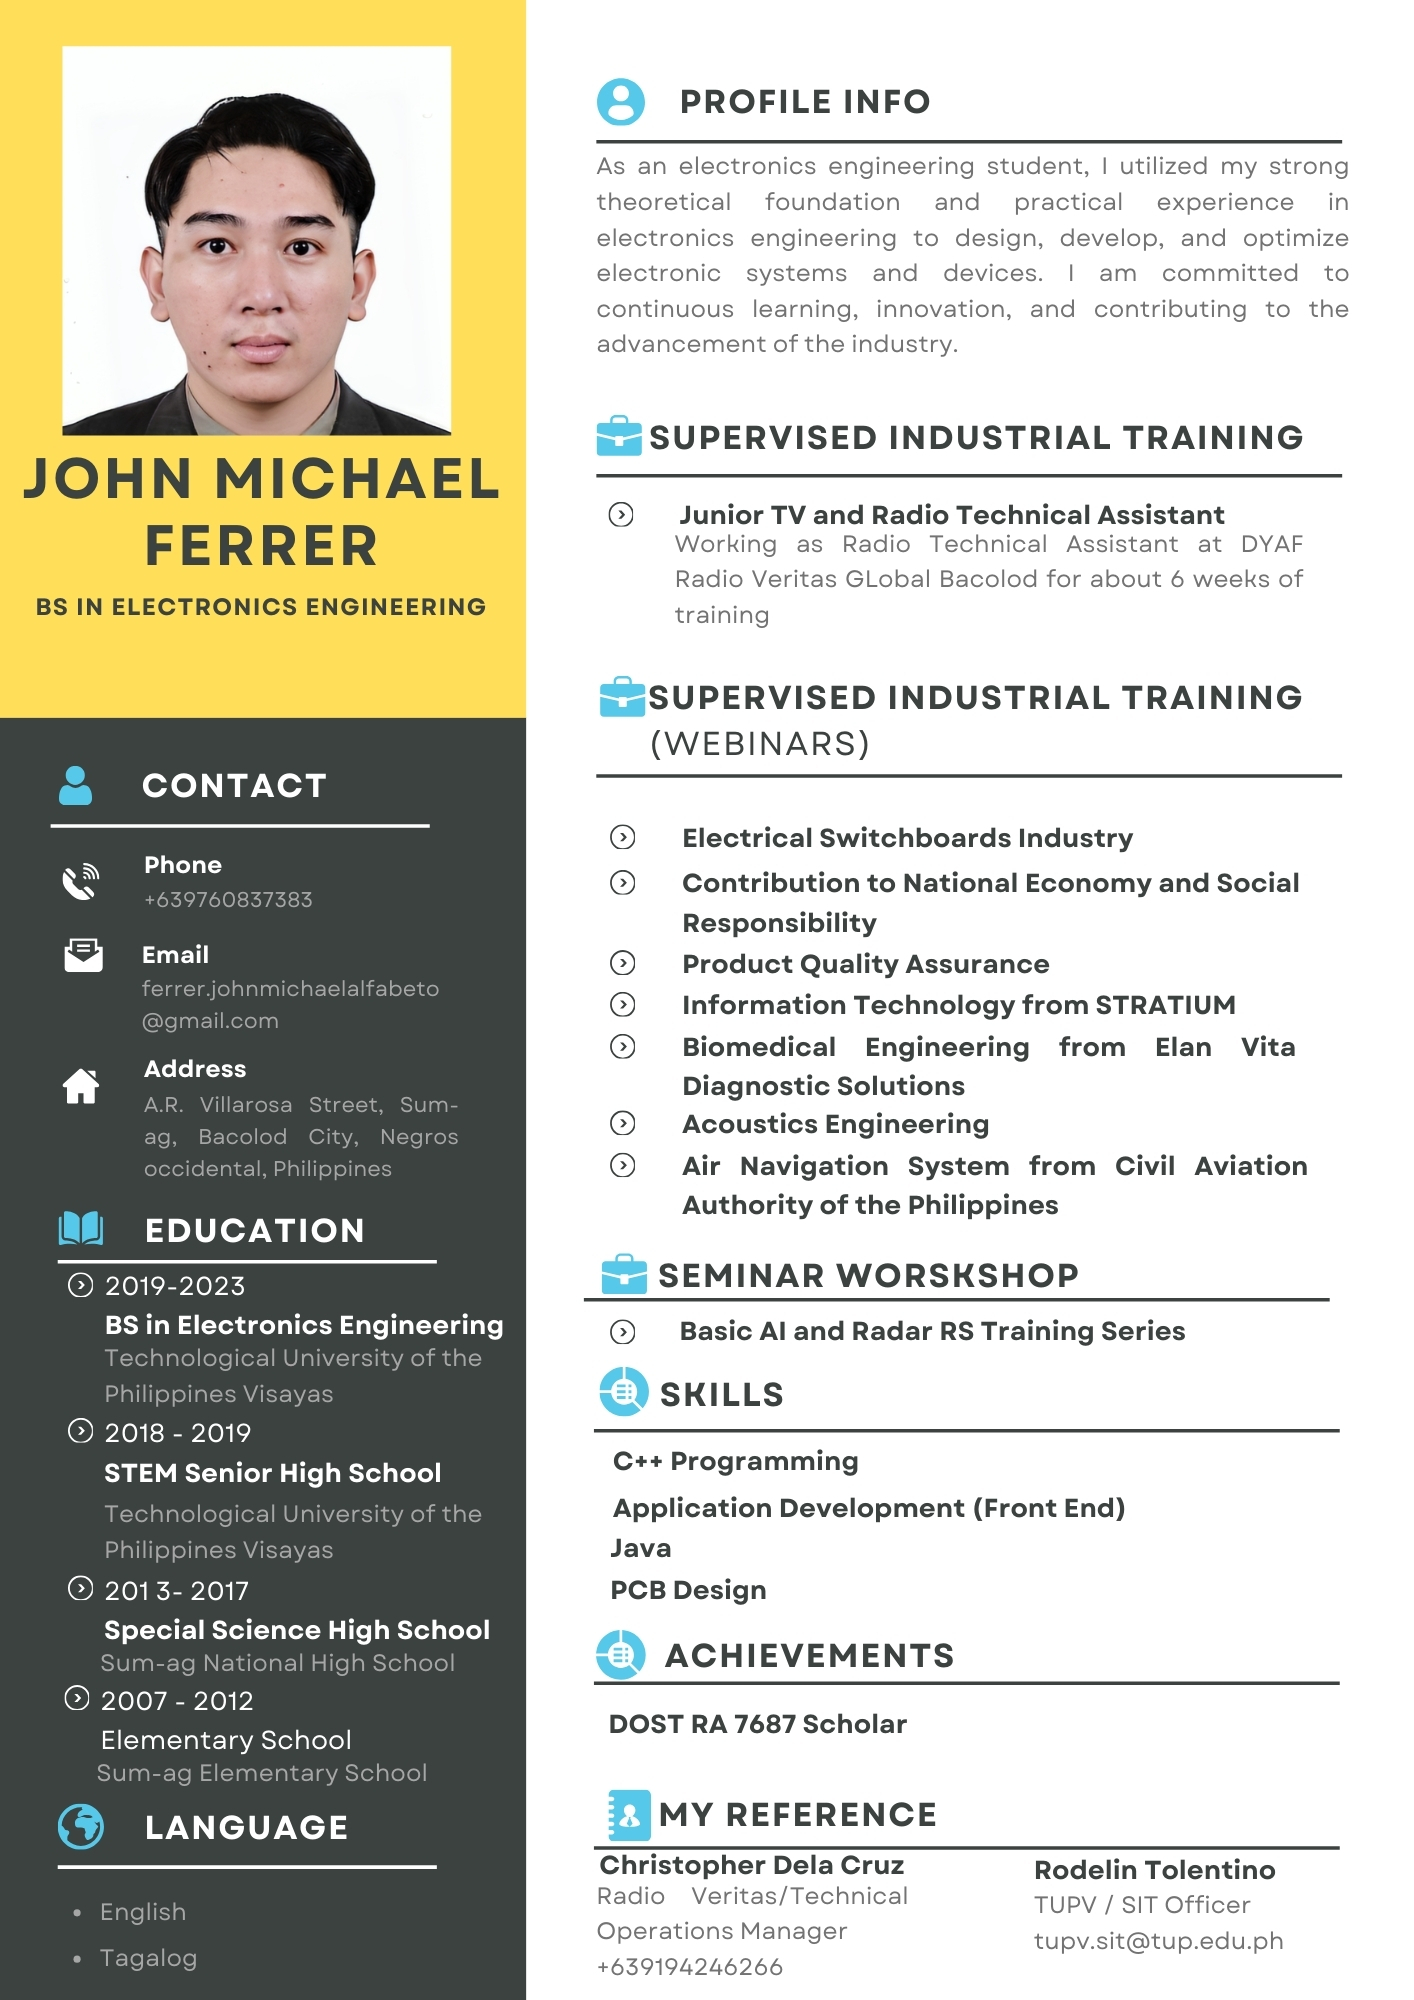 JOHN MICHAEL
FERRER
BS IN ELECTRONICS ENGINEERING
CONTACT
Phone
+639760837383
Email
ferrer.johnmichaelalfabeto
@gmail.com
Address
A.R. Villarosa Street, Sum-
ag, Bacolod City, Negros
occidental, Philippines
EDUCATION
2019-2023
BS in Electronics Engineering
Technological University of the
Philippines Visayas
2018 - 2019
STEM Senior High School
Technological University of the
Philippines Visayas
201 3- 2017
Special Science High School
Sum-ag National High School
2007 - 2012
Elementary School
Sum-ag Elementary School
LANGUAGE
• English
• Tagalog
PROFILE INFO
As an electronics engineering student, I utilized my strong
theoretical foundation and practical experience in
electronics engineering to design, develop, and optimize
electronic systems and devices. I am committed to
continuous learning, innovation, and contributing to the
advancement of the industry.
SUPERVISED INDUSTRIAL TRAINING
Junior TV and Radio Technical Assistant
Working as Radio Technical Assistant at DYAF
Radio Veritas GLobal Bacolod for about 6 weeks of
training
SUPERVISED INDUSTRIAL TRAINING
(WEBINARS)
Electrical Switchboards Industry
Contribution to National Economy and Social
Responsibility
Product Quality Assurance
Information Technology from STRATIUM
Biomedical Engineering from Elan Vita
Diagnostic Solutions
Acoustics Engineering
Air Navigation System from Civil Aviation
Authority of the Philippines
SEMINAR WORSKSHOP
Basic AI and Radar RS Training Series
SKILLS
C++ Programming
Application Development (Front End)
Java
PCB Design
ACHIEVEMENTS
DOST RA 7687 Scholar
MY REFERENCE
Christopher Dela Cruz
Radio Veritas/Technical
Operations Manager
+639194246266
Rodelin Tolentino
TUPV / SIT Officer
tupv.sit@tup.edu.ph